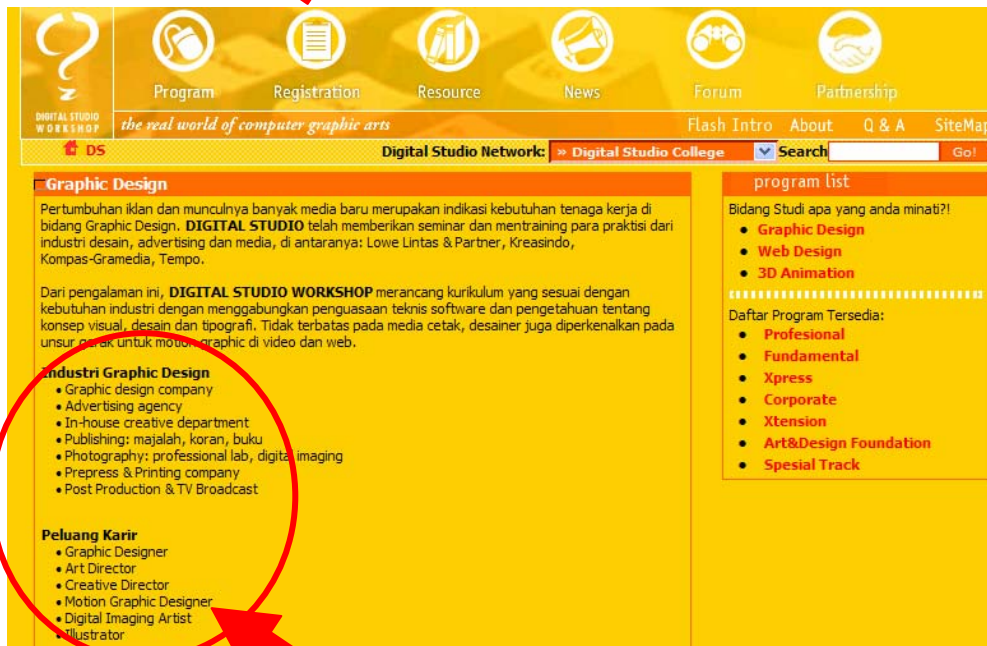 Program Registration Resource News Forum Partnership
DIGITAL STUDIO
WORKSHOP
the real world of computer graphic arts
Flash Intro About Q & A SiteMap
DS
Digital Studio Network: » Digital Studio College Search Go!
Graphic Design
Pertumbuhan iklan dan munculnya banyak media baru merupakan indikasi kebutuhan tenaga kerja di
bidang Graphic Design. DIGITAL STUDIO telah memberikan seminar dan mentraining para praktisi dari
industri desain, advertising dan media, di antaranya: Lowe Lintas & Partner, Kreasindo,
Kompas-Gramedia, Tempo.
Dari pengalaman ini, DIGITAL STUDIO WORKSHOP merancang kurikulum yang sesuai dengan
kebutuhan industri dengan menggabungkan penguasaan teknis software dan pengetahuan tentang
konsep visual, desain dan tipografi. Tidak terbatas pada media cetak, desainer juga diperkenalkan pada
unsur gerak untuk motion graphic di video dan web.
Industri Graphic Design
• Graphic design company
• Advertising agency
• In-house creative department
• Publishing: majalah, koran, buku
• Photography: professional lab, digital imaging
• Prepress & Printing company
• Post Production & TV Broadcast
Peluang Karir
• Graphic Designer
• Art Director
• Creative Director
• Motion Graphic Designer
• Digital Imaging Artist
• Illustrator
program list
Bidang Studi apa yang anda minati?!
• Graphic Design
• Web Design
• 3D Animation
Daftar Program Tersedia:
• Profesional
• Fundamental
• Xpress
• Corporate
• Xtension
• Art&Design Foundation
• Spesial Track